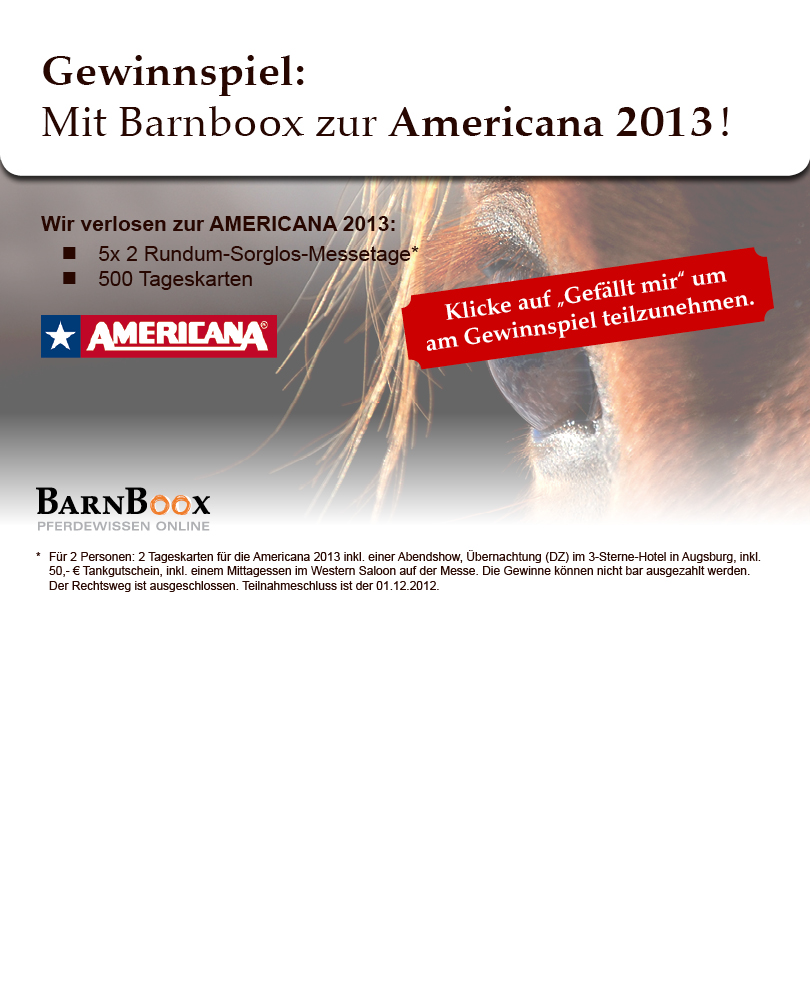 Gewinnspiel:
Mit Barnboox zur Americana 2013!
Wir verlosen zur AMERICANA 2013:
■ 5x 2 Rundum-Sorglos-Messetage*
■ 500 Tageskarten
Klicke auf „Gefällt mir“ um
am Gewinnspiel teilzunehmen.
★ AMERICANA®
BARNBOOX
PFERDEWISSEN ONLINE
* Für 2 Personen: 2 Tageskarten für die Americana 2013 inkl. einer Abendshow, Übernachtung (DZ) im 3-Sterne-Hotel in Augsburg, inkl.
50,- € Tankgutschein, inkl. einem Mittagessen im Western Saloon auf der Messe. Die Gewinne können nicht bar ausgezahlt werden.
Der Rechtsweg ist ausgeschlossen. Teilnahmeschluss ist der 01.12.2012.